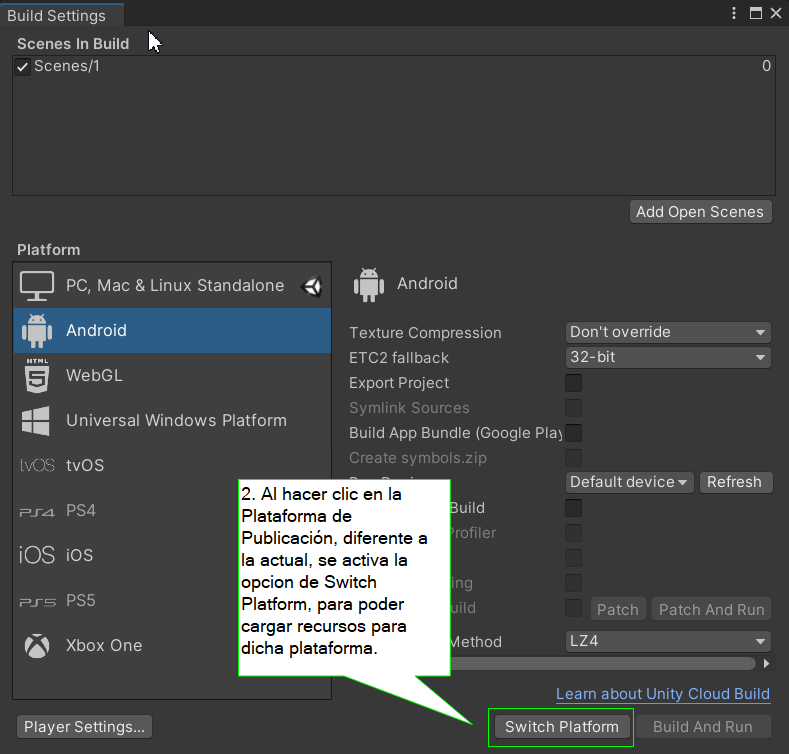 Build Settings
Scenes In Build
Scenes/1 0
Add Open Scenes
Platform
PC, Mac & Linux Standalone
Android
HTML
5
WebGL
Universal Windows Platform
tvOS tvOS
PS4 PS4
iOS iOS
PS5 PS5
Xbox One
Android
Texture Compression Don't override
ETC2 fallback 32-bit
Export Project
Symlink Sources
Build App Bundle (Google Play
Create symbols.zip
Default device Refresh
Build
Profiler
ing
uild Patch Patch And Run
Method LZ4
2. Al hacer clic en la
Plataforma de
Publicación, diferente a
la actual, se activa la
opcion de Switch
Platform, para poder
cargar recursos para
dicha plataforma.
Learn about Unity Cloud Build
Player Settings... Switch Platform Build And Run